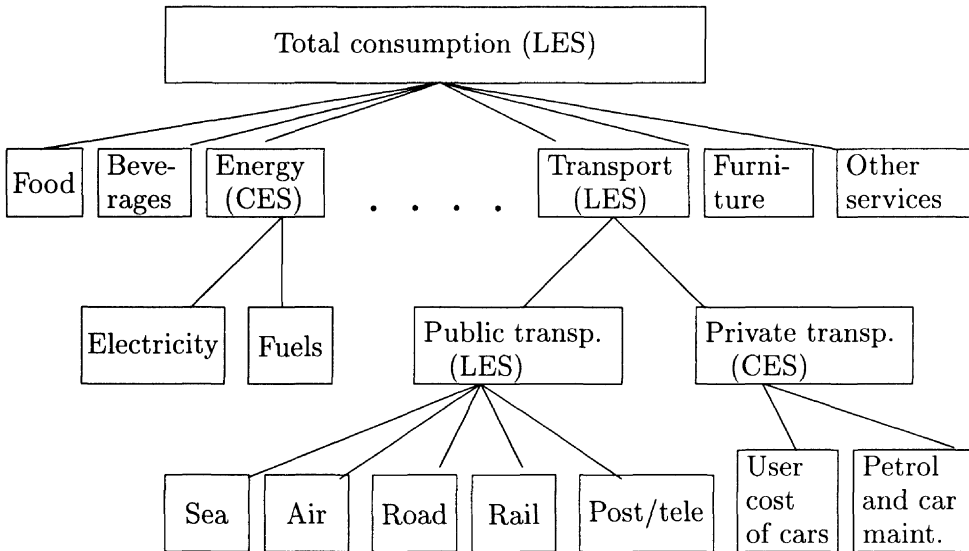 Total consumption (LES)
Food
Beve-
rages
Energy
(CES)
. . . .
Transport
(LES)
Furni-
ture
Other
services
Electricity
Fuels
Public transp.
(LES)
Private transp.
(CES)
Sea
Air
Road
Rail
Post/tele
User
cost
of cars
Petrol
and car
maint.